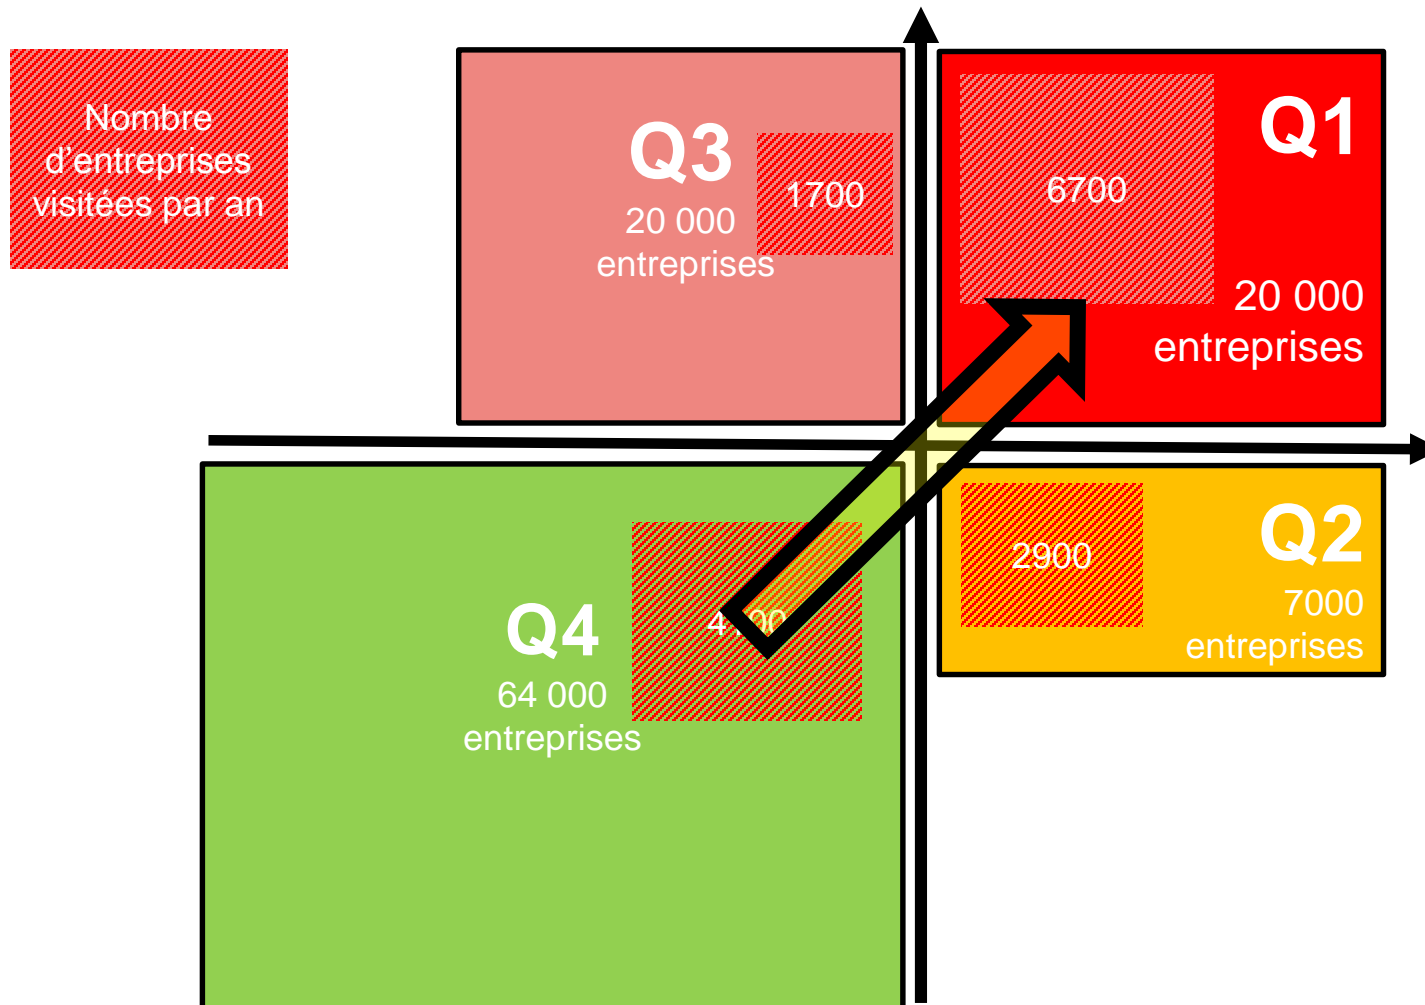 Nombre
d’entreprises
visitées par an
Q3
20 000
entreprises
1700
Q1
6700
20 000
entreprises
Q4
64 000
entreprises
Q2
2900
7000
entreprises